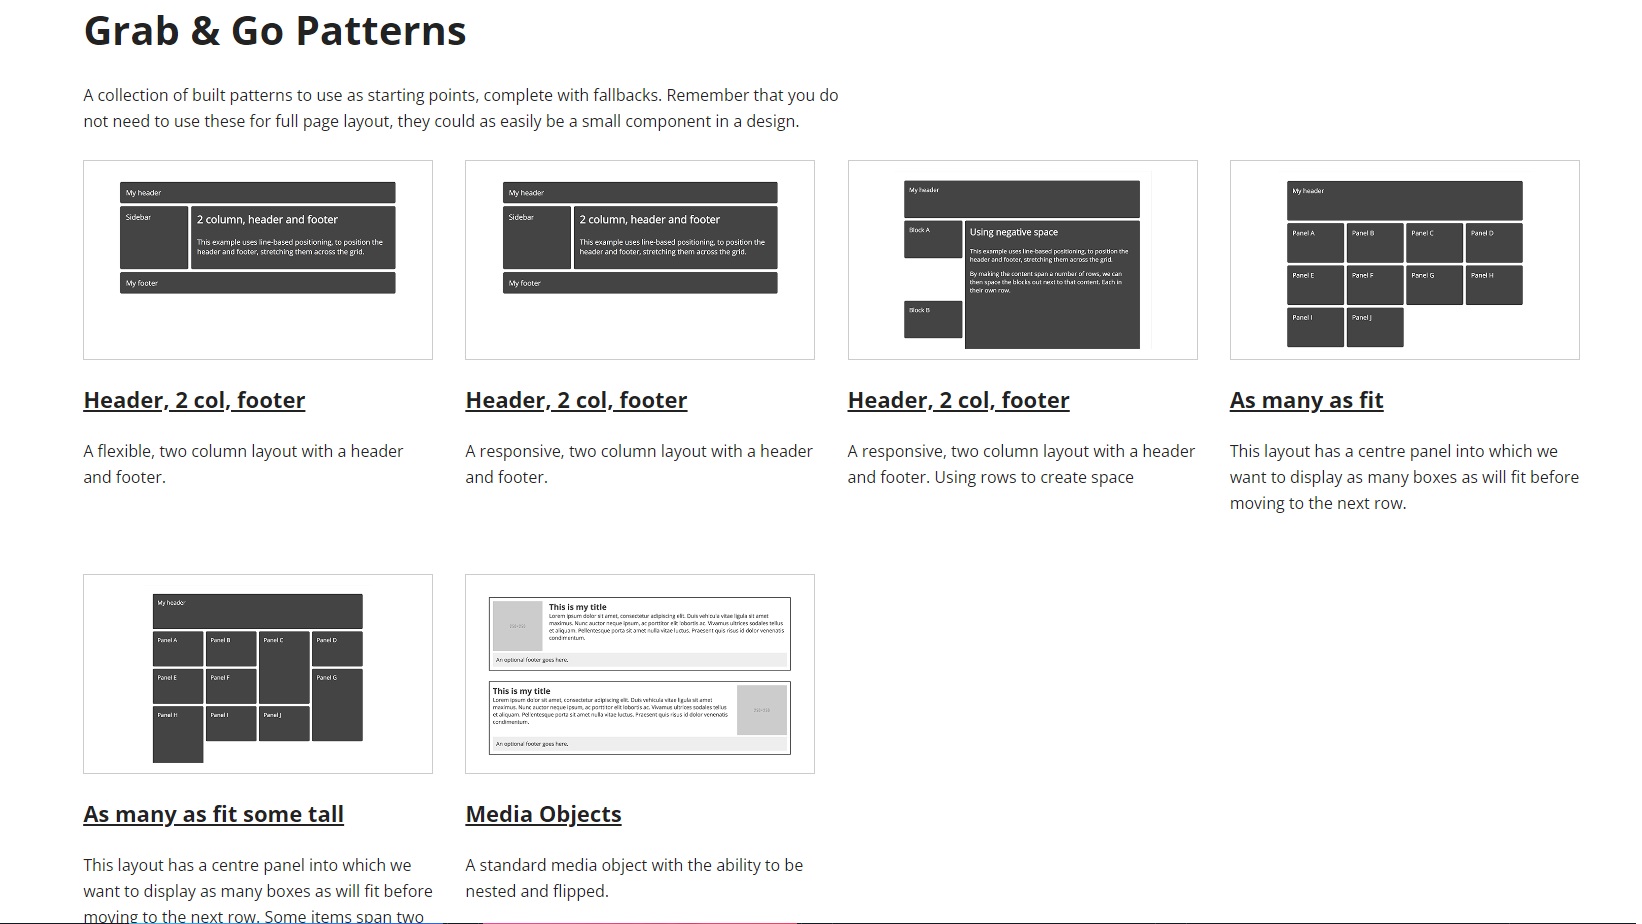 Grab & Go Patterns
A collection of built patterns to use as starting points, complete with fallbacks. Remember that you do
not need to use these for full page layout, they could as easily be a small component in a design.
My header
Sidebar
2 column, header and footer
This example uses line-based positioning, to position the
header and footer, stretching them across the grid.
My footer
Header, 2 col, footer
A flexible, two column layout with a header
and footer.
My header
Sidebar
2 column, header and footer
This example uses line-based positioning, to position the
header and footer, stretching them across the grid.
My footer
Header, 2 col, footer
A responsive, two column layout with a header
and footer.
My header
Block A
Using negative space
This example uses line-based positioning, to position the
header and footer, stretching them across the grid.
By making the content span a number of rows, we can
then space the blocks out next to that content. Each in
their own row.
Block B
Header, 2 col, footer
A responsive, two column layout with a header
and footer. Using rows to create space
My header
Panel A
Panel B
Panel C
Panel D
Panel E
Panel F
Panel G
Panel H
Panel I
Panel J
As many as fit
This layout has a centre panel into which we
want to display as many boxes as will fit before
moving to the next row.
My header
Panel A
Panel B
Panel C
Panel D
Panel E
Panel F
Panel G
Panel H
Panel I
Panel J
As many as fit some tall
This layout has a centre panel into which we
want to display as many boxes as will fit before
moving to the next row. Some items span two
This is my title
Lorem ipsum dolor sit amet, consectetur adipiscing elit. Duis vehicula vitae ligula sit amet
maximus. Nunc auctor neque ipsum, ac porttitor elit lobortis ac. Vivamus ultrices sodales tellus
et aliquam. Pellentesque porta sit amet nulla vitae luctus. Praesent quis risus id dolor venenatis
condimentum.
An optional footer goes here.
This is my title
Lorem ipsum dolor sit amet, consectetur adipiscing elit. Duis vehicula vitae ligula sit amet
maximus. Nunc auctor neque ipsum, ac porttitor elit lobortis ac. Vivamus ultrices sodales tellus
et aliquam. Pellentesque porta sit amet nulla vitae luctus. Praesent quis risus id dolor venenatis
condimentum.
An optional footer goes here.
Media Objects
A standard media object with the ability to be
nested and flipped.